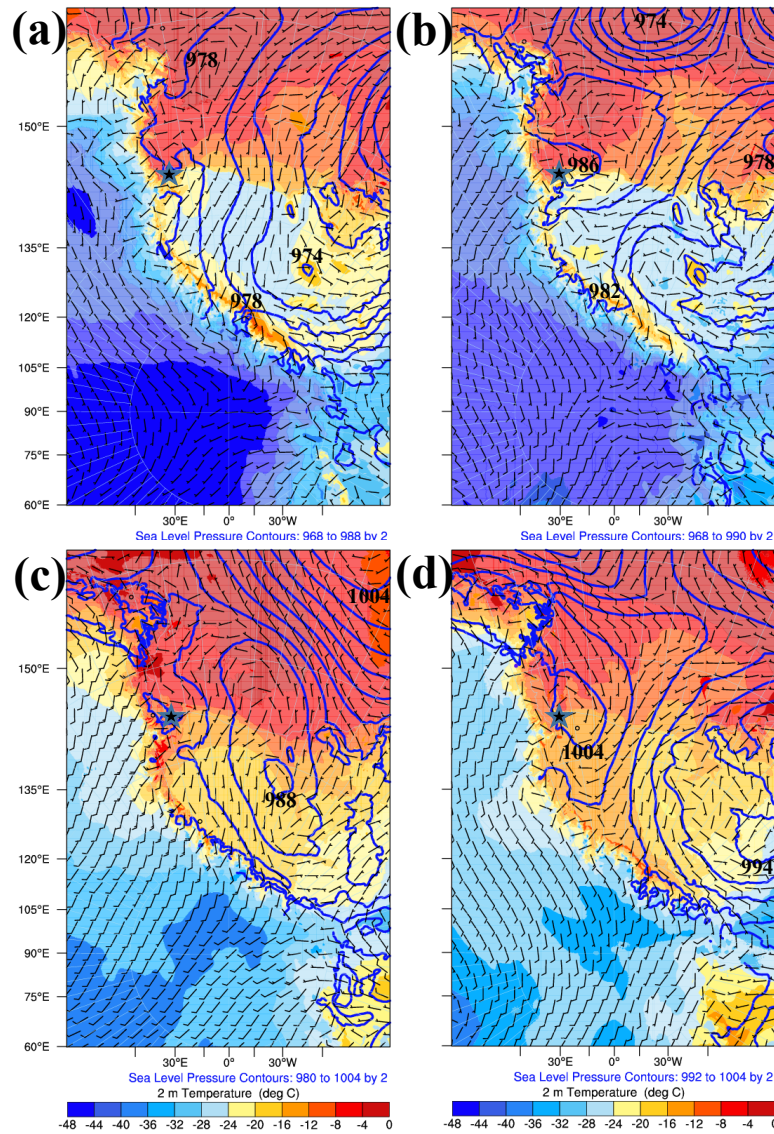 (a)
978
150°E
135°E
974
978
120°E
105°E
90°E
75°E
60°E
30°E 0° 30°W
Sea Level Pressure Contours: 968 to 988 by 2
(b)
974
978
986
982
30°E 0° 30°W
Sea Level Pressure Contours: 968 to 990 by 2
(c)
1004
150°E
135°E
988
120°E
105°E
90°E
75°E
60°E
30°E 0° 30°W
Sea Level Pressure Contours: 980 to 1004 by 2
2 m Temperature (deg C)
-48 -40 -36 -32 -28 -24 -20 -16 -12 -8 -4 0
(d)
1004
994
30°E 0° 30°W
Sea Level Pressure Contours: 992 to 1004 by 2
2 m Temperature (deg C)
-48 -40 -36 -32 -28 -24 -20 -16 -12 -8 -4 0